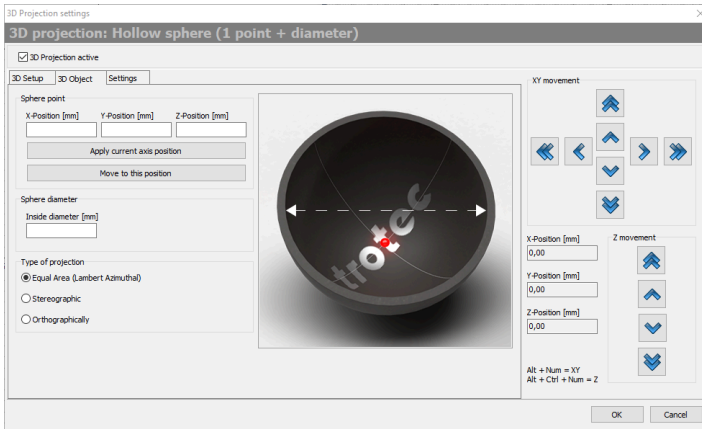 3D Projection settings
3D projection: Hollow sphere (1 point + diameter)
3D Projection active
3D Setup 3D Object Settings
Sphere point
X-Position [mm] Y-Position [mm] Z-Position [mm]
Apply current axis position
Move to this position
Sphere diameter
Inside diameter [mm]
Type of projection
Equal Area (Lambert Azimuthal)
Stereographic
Orthographically
trotec
XY movement
X-Position [mm]
0,00
Y-Position [mm]
0,00
Z-Position [mm]
0,00
Z movement
Alt + Num = XY
Alt + Ctrl + Num = Z
OK Cancel